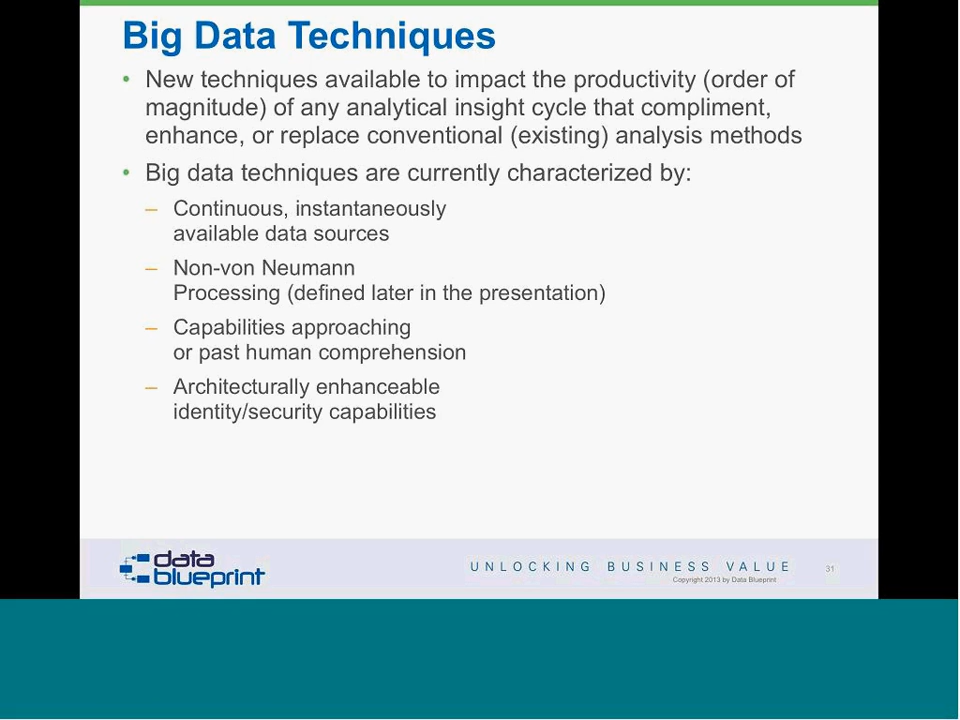 Big Data Techniques
• New techniques available to impact the productivity (order of
magnitude) of any analytical insight cycle that compliment,
enhance, or replace conventional (existing) analysis methods
• Big data techniques are currently characterized by:
– Continuous, instantaneously
available data sources
– Non-von Neumann
Processing (defined later in the presentation)
– Capabilities approaching
or past human comprehension
– Architecturally enhanceable
identity/security capabilities
data
blueprint
UNLOCKING BUSINESS VALUE
31
Copyright 2013 by Data Blueprint